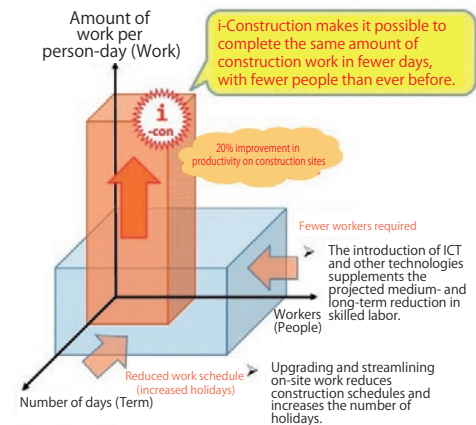 Amount of
work per
person-day (Work)
i-Construction makes it possible to
complete the same amount of
construction work in fewer days,
with fewer people than ever before.
i
-con
20% improvement in
productivity on construction sites
Fewer workers required
➢ The introduction of ICT
and other technologies
supplements the
projected medium- and
long-term reduction in
skilled labor.
Workers
(People)
Reduced work schedule
(increased holidays)
➢ Upgrading and streamlining
on-site work reduces
construction schedules and
increases the number of
holidays.
Number of days (Term)